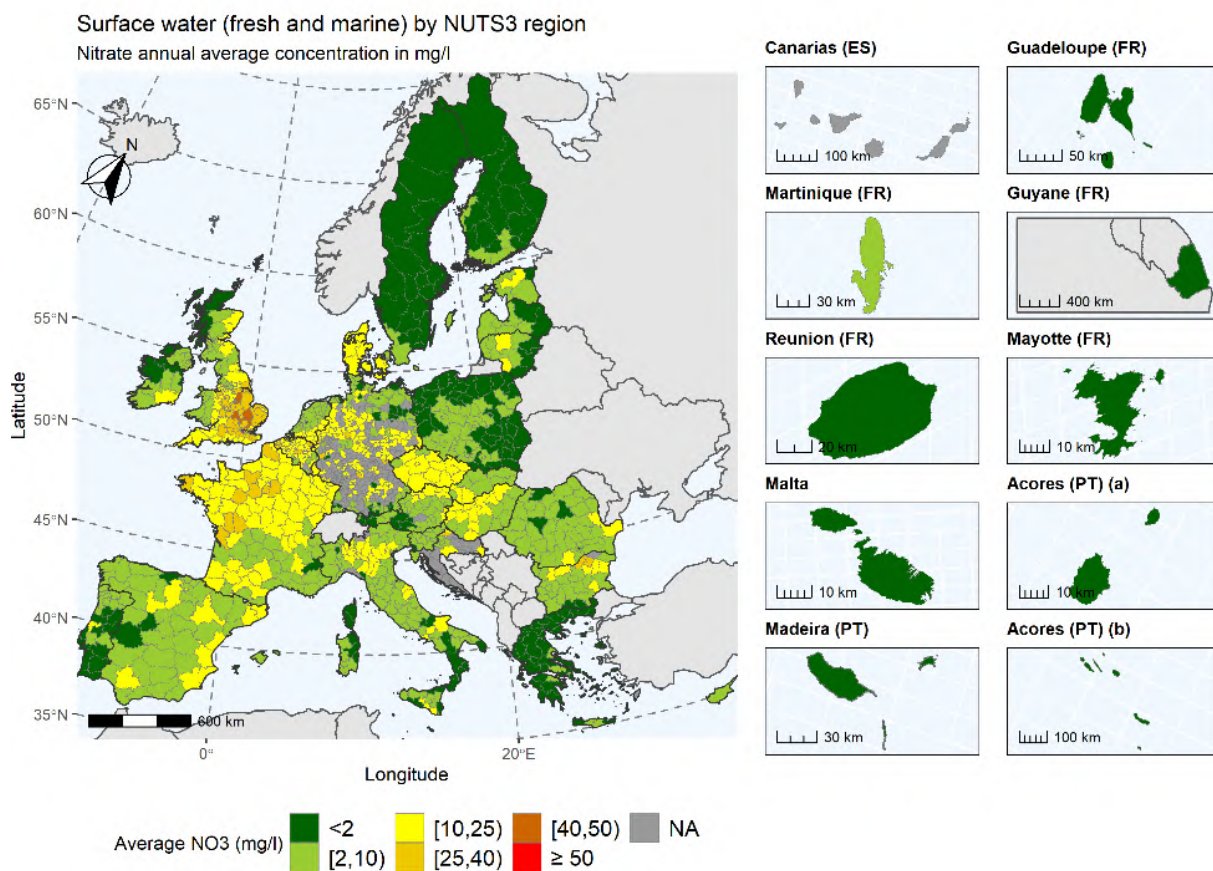 Surface water (fresh and marine) by NUTS3 region
Nitrate annual average concentration in mg/l
65°N
60°N
55°N
50°N
45°N
40°N
35°N
Latitude
N
600 km
0°
20°E
Longitude
Canarias (ES)
100 km
Guadeloupe (FR)
50 km
Martinique (FR)
30 km
Guyane (FR)
400 km
Reunion (FR)
20 km
Mayotte (FR)
10 km
Malta
10 km
Acores (PT) (a)
10 km
Madeira (PT)
30 km
Acores (PT) (b)
100 km
Average NO3 (mg/l)
<2
[10,25)
[40,50)
NA
[2,10)
[25,40)
≥ 50